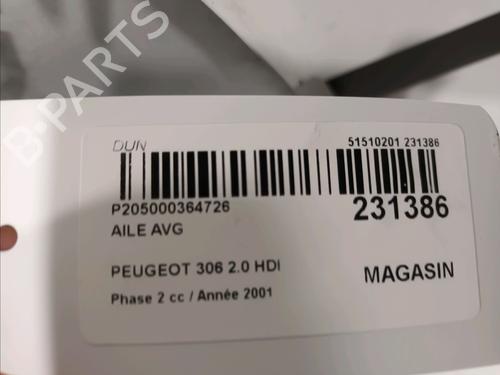 DUN 51510201 231386
P205000364726 231386
AILE AVG
PEUGEOT 306 2.0 HDI MAGASIN
Phase 2 cc / Année 2001
B-PARTS